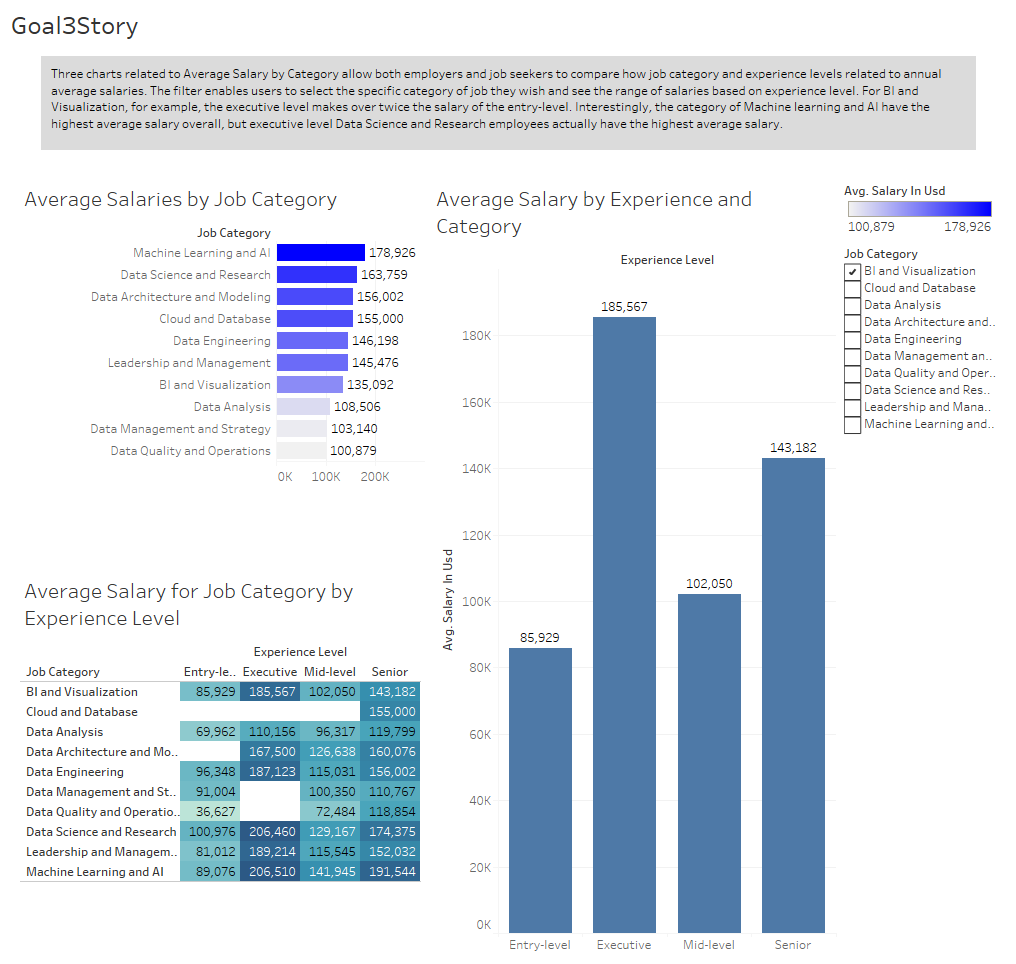 Goal3Story
Three charts related to Average Salary by Category allow both employers and job seekers to compare how job category and experience levels related to annual
average salaries. The filter enables users to select the specific category of job they wish and see the range of salaries based on experience level. For BI and
Visualization, for example, the executive level makes over twice the salary of the entry-level. Interestingly, the category of Machine learning and AI have the
highest average salary overall, but executive level Data Science and Research employees actually have the highest average salary.
Average Salaries by Job Category
Job Category
Machine Learning and AI 178,926
Data Science and Research 163,759
Data Architecture and Modeling 156,002
Cloud and Database 155,000
Data Engineering 146,198
Leadership and Management 145,476
BI and Visualization 135,092
Data Analysis 108,506
Data Management and Strategy 103,140
Data Quality and Operations 100,879
0K 100K 200K
Average Salary by Experience and
Category
Experience Level
Avg. Salary In Usd
180K
160K
140K
120K
100K
80K
60K
40K
20K
0K
85,929
185,567
102,050
143,182
Entry-level Executive Mid-level Senior
Avg. Salary In Usd
100,879 178,926
Job Category
BI and Visualization
Cloud and Database
Data Analysis
Data Architecture and..
Data Engineering
Data Management an..
Data Quality and Oper..
Data Science and Res..
Leadership and Mana..
Machine Learning and..
Average Salary for Job Category by
Experience Level
Experience Level
Job Category Entry-le.. Executive Mid-level Senior
BI and Visualization 85,929 185,567 102,050 143,182
Cloud and Database 155,000
Data Analysis 69,962 110,156 96,317 119,799
Data Architecture and Mo.. 167,500 126,638 160,076
Data Engineering 96,348 187,123 115,031 156,002
Data Management and St.. 91,004 100,350 110,767
Data Quality and Operatio.. 36,627 72,484 118,854
Data Science and Research 100,976 206,460 129,167 174,375
Leadership and Managem.. 81,012 189,214 115,545 152,032
Machine Learning and AI 89,076 206,510 141,945 191,544